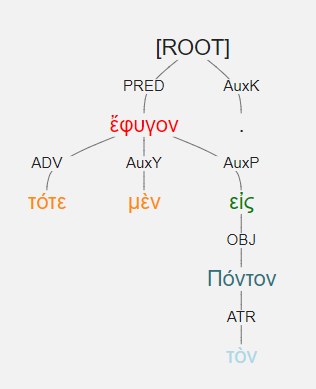 [ROOT]
PRED AuxK
ἔφυγον .
ADV AuxY AuxP
τότε μὲν εἰς
OBJ
Πόντον
ATR
τὸν